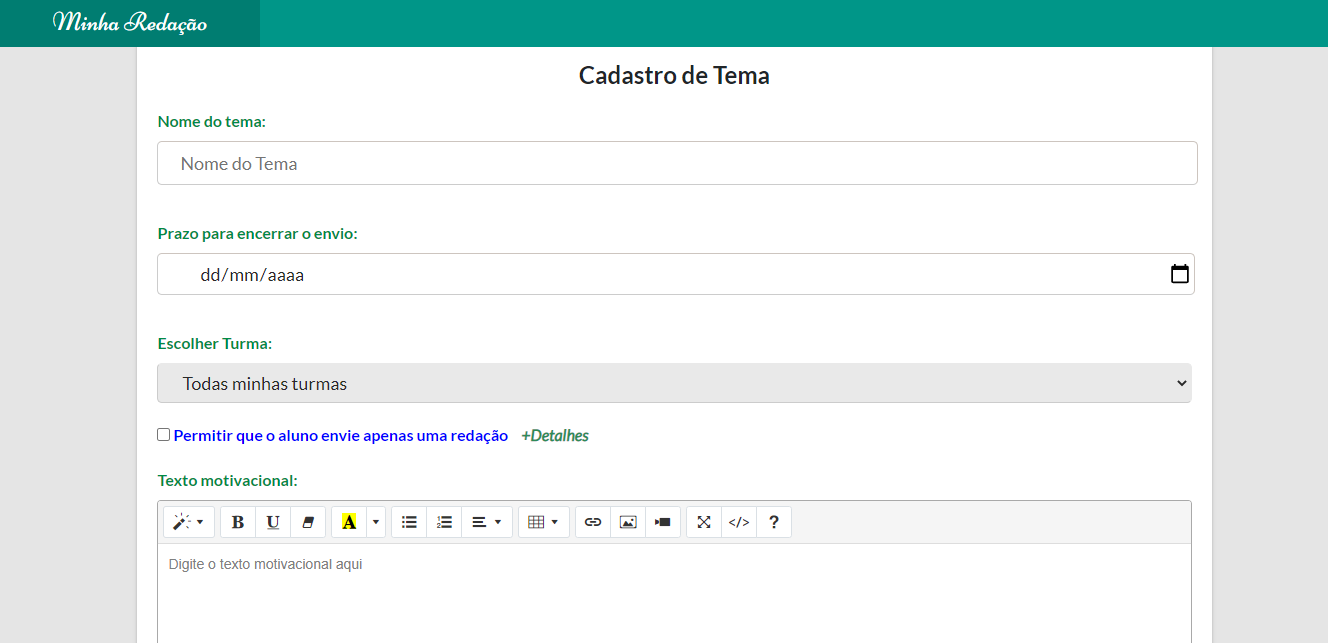 Minha Redação
Cadastro de Tema
Nome do tema:
Nome do Tema
Prazo para encerrar o envio:
dd/mm/aaaa
Escolher Turma:
Todas minhas turmas
Permitir que o aluno envie apenas uma redação +Detalhes
Texto motivacional:
B U A </> ?
Digite o texto motivacional aqui